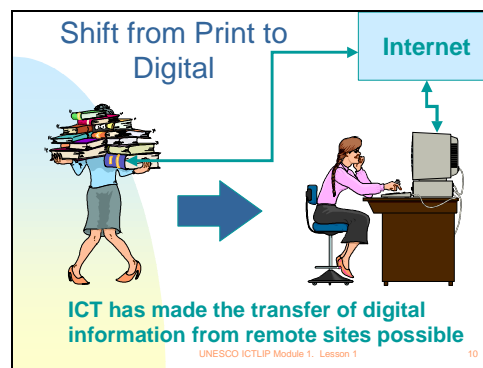 Shift from Print to
Digital
Internet
ICT has made the transfer of digital
information from remote sites possible
UNESCO ICTLIP Module 1. Lesson 1
10